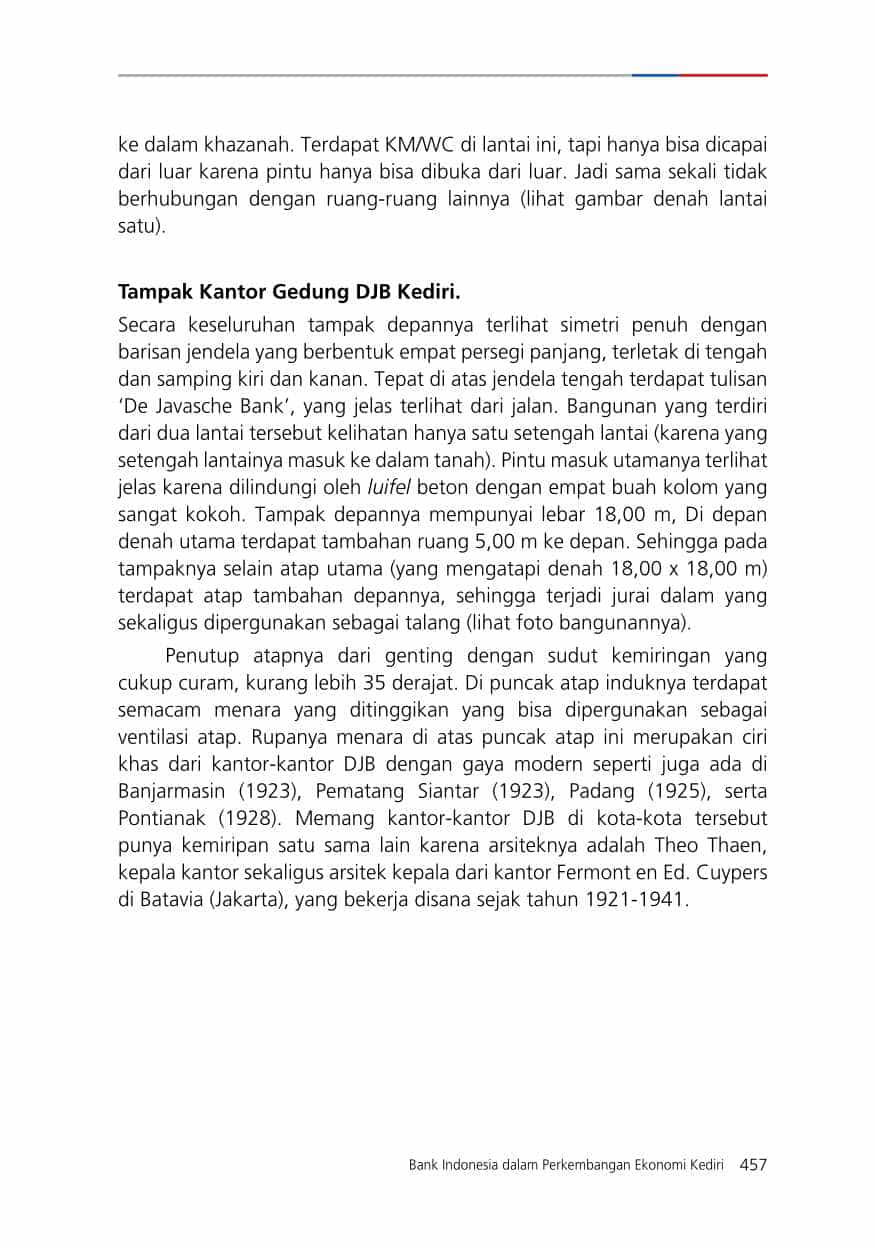 ke dalam khazanah. Terdapat KM/WC di lantai ini, tapi hanya bisa dicapai
dari luar karena pintu hanya bisa dibuka dari luar. Jadi sama sekali tidak
berhubungan dengan ruang-ruang lainnya (lihat gambar denah lantai
satu).
Tampak Kantor Gedung DJB Kediri.
Secara keseluruhan tampak depannya terlihat simetri penuh dengan
barisan jendela yang berbentuk empat persegi panjang, terletak di tengah
dan samping kiri dan kanan. Tepat di atas jendela tengah terdapat tulisan
‘De Javasche Bank’, yang jelas terlihat dari jalan. Bangunan yang terdiri
dari dua lantai tersebut kelihatan hanya satu setengah lantai (karena yang
setengah lantainya masuk ke dalam tanah). Pintu masuk utamanya terlihat
jelas karena dilindungi oleh luifel beton dengan empat buah kolom yang
sangat kokoh. Tampak depannya mempunyai lebar 18,00 m, Di depan
denah utama terdapat tambahan ruang 5,00 m ke depan. Sehingga pada
tampaknya selain atap utama (yang mengatapi denah 18,00 x 18,00 m)
terdapat atap tambahan depannya, sehingga terjadi jurai dalam yang
sekaligus dipergunakan sebagai talang (lihat foto bangunannya).
Penutup atapnya dari genting dengan sudut kemiringan yang
cukup curam, kurang lebih 35 derajat. Di puncak atap induknya terdapat
semacam menara yang ditinggikan yang bisa dipergunakan sebagai
ventilasi atap. Rupanya menara di atas puncak atap ini merupakan ciri
khas dari kantor-kantor DJB dengan gaya modern seperti juga ada di
Banjarmasin (1923), Pematang Siantar (1923), Padang (1925), serta
Pontianak (1928). Memang kantor-kantor DJB di kota-kota tersebut
punya kemiripan satu sama lain karena arsiteknya adalah Theo Thaen,
kepala kantor sekaligus arsitek kepala dari kantor Fermont en Ed. Cuypers
di Batavia (Jakarta), yang bekerja disana sejak tahun 1921-1941.
Bank Indonesia dalam Perkembangan Ekonomi Kediri 457